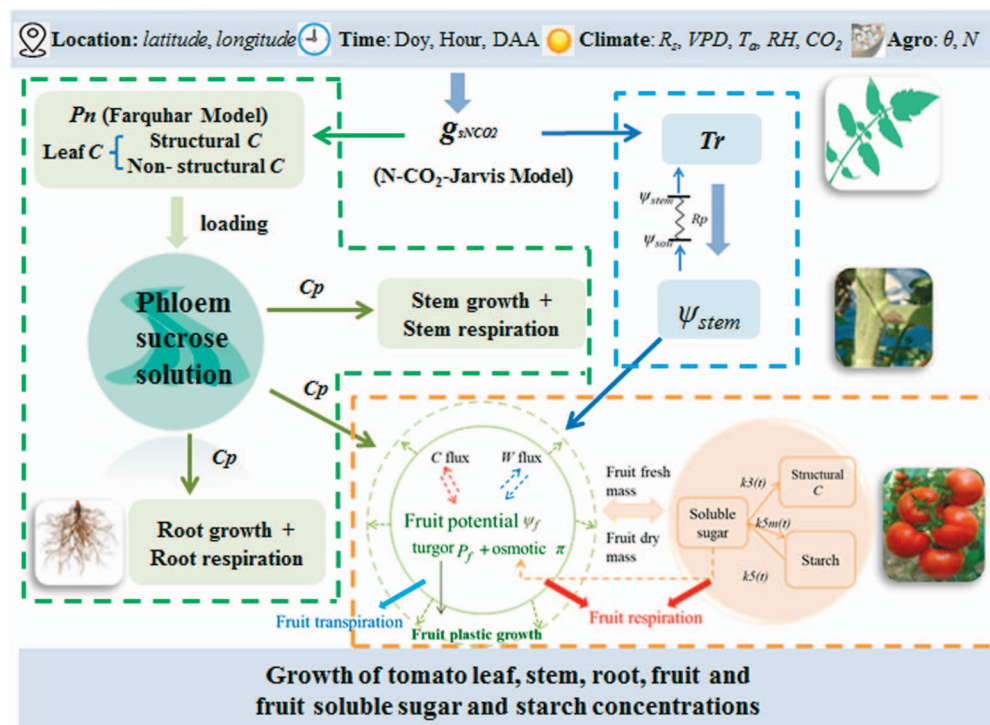 Location: latitude, longitude Time: Doy, Hour, DAA Climate: Rs, VPD, Ta, RH, CO2 Agro: θ, N
Pn (Farquhar Model)
Leaf C { Structural C
Non- structural C
gsNCO2
(N-CO2-Jarvis Model)
Tr
ψstem
Rp
ψsoil
ψstem
loading
Phloem
sucrose
solution
Cp
Stem growth +
Stem respiration
Cp
Cp
Root growth +
Root respiration
C flux W flux
Fruit potential ψf
turgor Pf + osmotic π
Fruit transpiration
Fruit plastic growth
Fruit respiration
Fruit fresh
mass
Fruit dry
mass
Soluble
sugar
k3(t)
k5m(t)
k5(t)
Structural
C
Starch
Growth of tomato leaf, stem, root, fruit and
fruit soluble sugar and starch concentrations